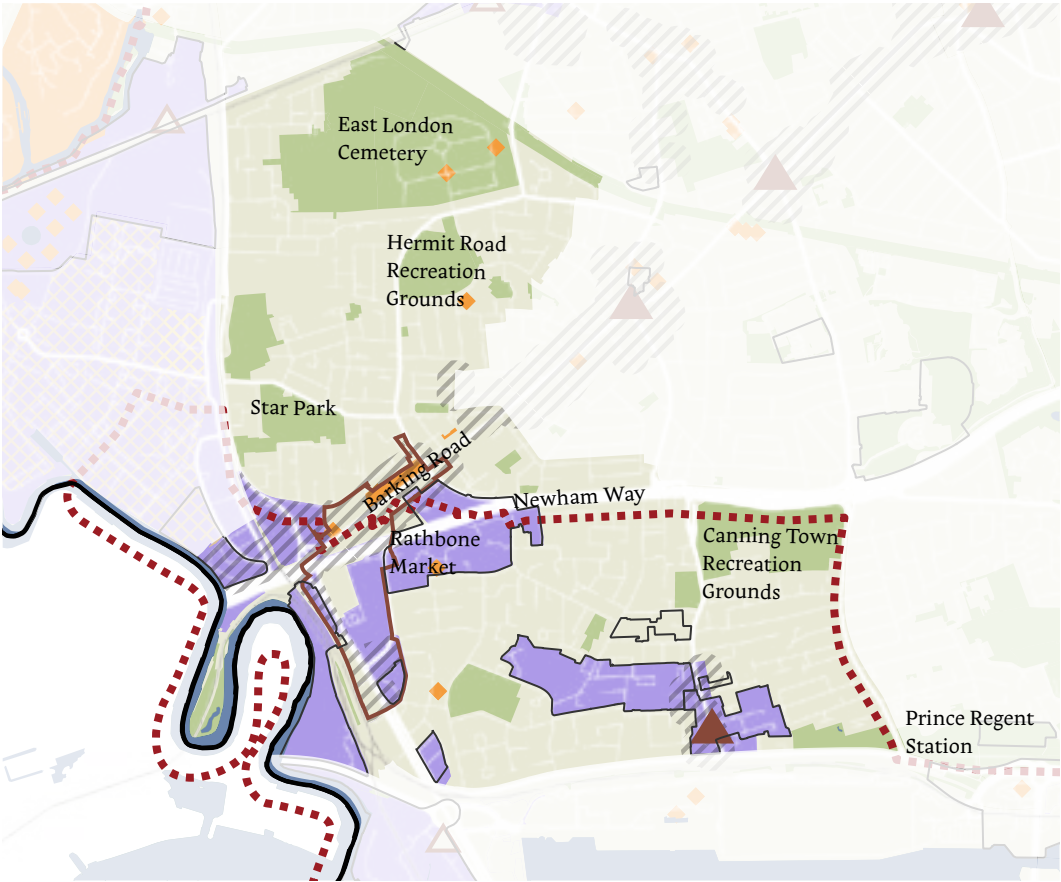 East London
Cemetery
Hermit Road
Recreation
Grounds
Star Park
Barking Road
Newham Way
Rathbone
Market
Canning Town
Recreation
Grounds
Prince Regent
Station